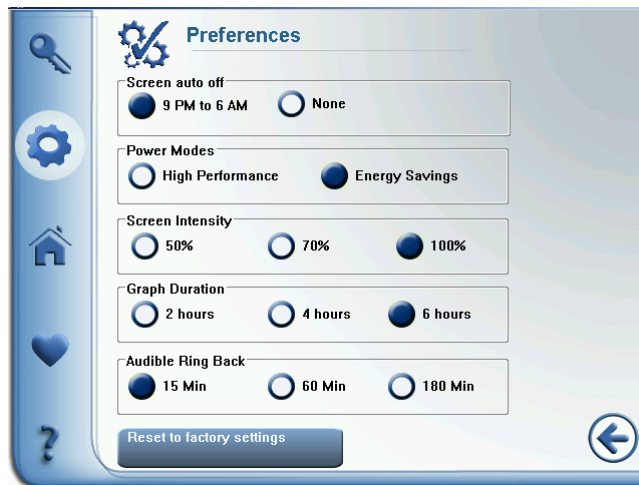 Preferences
Screen auto off
9 PM to 6 AM None
Power Modes
High Performance Energy Savings
Screen Intensity
50% 70% 100%
Graph Duration
2 hours 4 hours 6 hours
Audible Ring Back
15 Min 60 Min 180 Min
Reset to factory settings
?